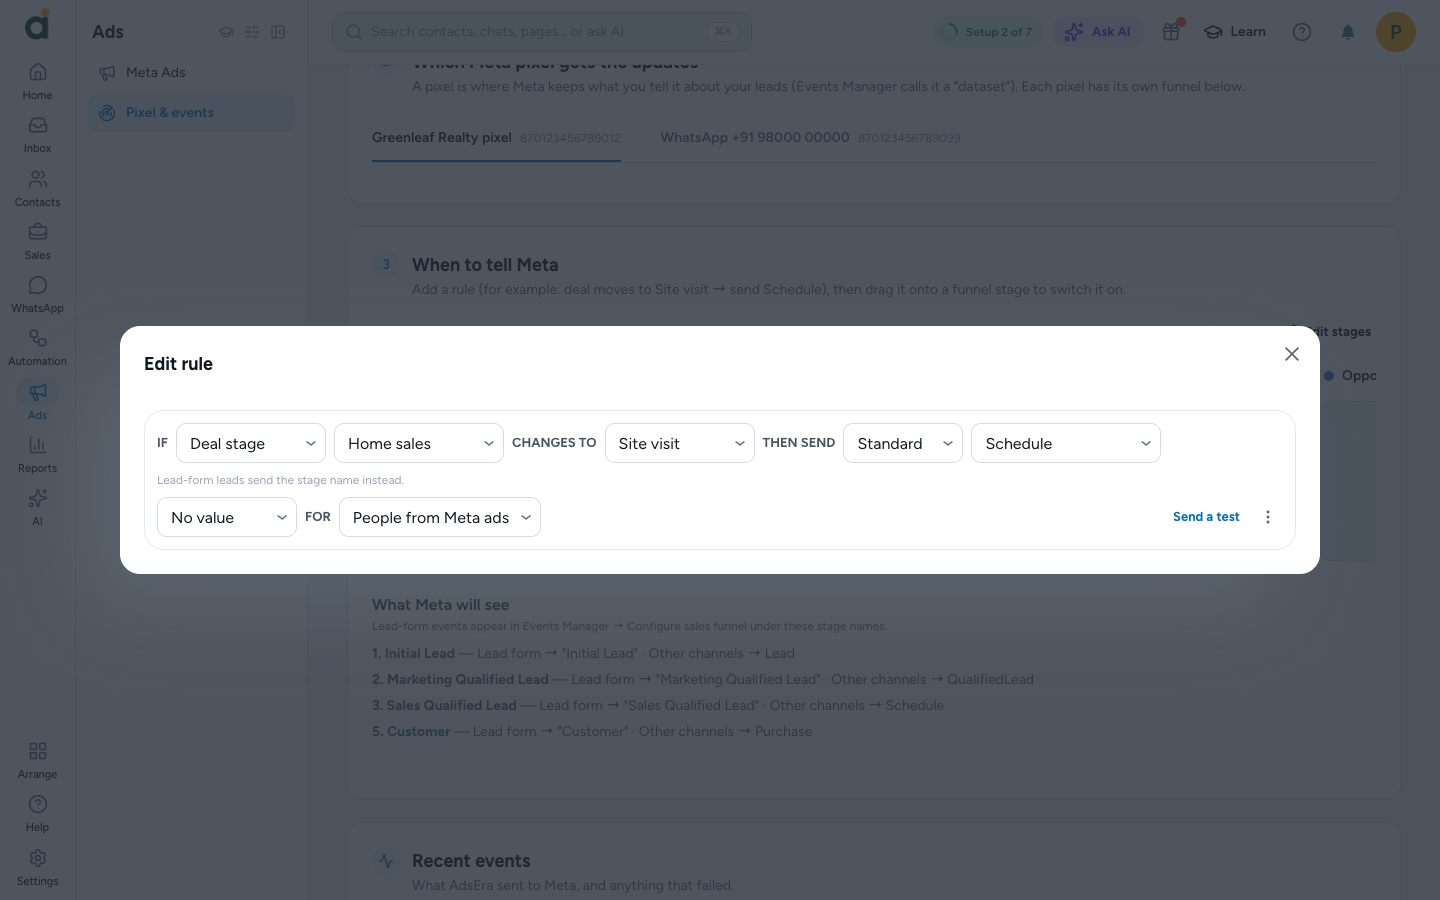 Ads
Search contacts, chats, pages... or ask AI
⌘K
Setup 2 of 7
Ask AI
Learn
P
Home
Inbox
Contacts
Sales
WhatsApp
Automation
Ads
Reports
AI
Arrange
Help
Settings
Meta Ads
Pixel & events
Which Meta pixel gets the updates
A pixel is where Meta keeps what you tell it about your leads (Events Manager calls it a "dataset"). Each pixel has its own funnel below.
Greenleaf Realty pixel 870123456789012
WhatsApp +91 98000 00000 870123456789099
3
When to tell Meta
Add a rule (for example: deal moves to Site visit → send Schedule), then drag it onto a funnel stage to switch it on.
dit stages
Oppo
Edit rule
IF Deal stage Home sales CHANGES TO Site visit THEN SEND Standard Schedule
Lead-form leads send the stage name instead.
No value FOR People from Meta ads Send a test
What Meta will see
Lead-form events appear in Events Manager → Configure sales funnel under these stage names.
1. Initial Lead — Lead form → "Initial Lead" · Other channels → Lead
2. Marketing Qualified Lead — Lead form → "Marketing Qualified Lead" · Other channels → QualifiedLead
3. Sales Qualified Lead — Lead form → "Sales Qualified Lead" · Other channels → Schedule
5. Customer — Lead form → "Customer" · Other channels → Purchase
Recent events
What AdsEra sent to Meta, and anything that failed.